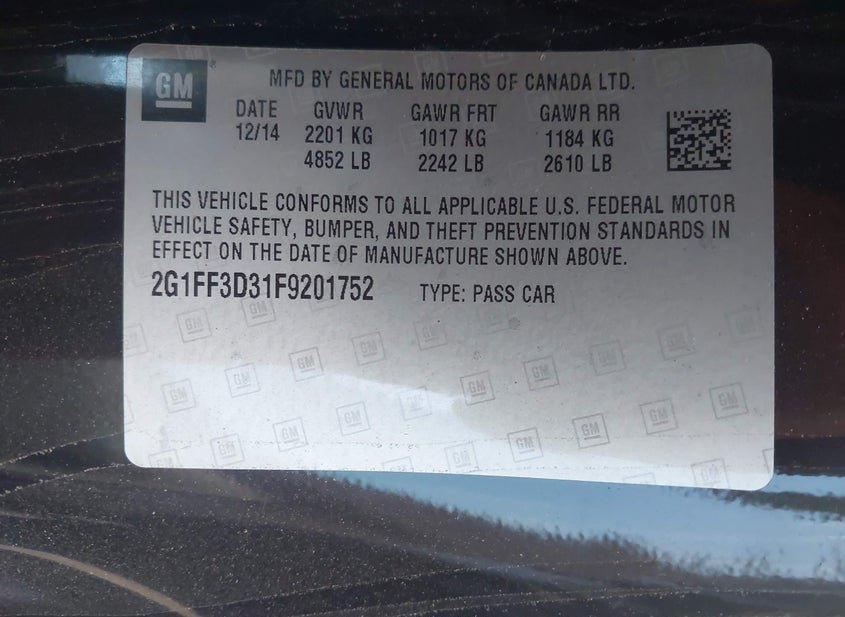 GM
MFD BY GENERAL MOTORS OF CANADA LTD.
DATE GVWR GAWR FRT GAWR RR
12/14 2201 KG 1017 KG 1184 KG
4852 LB 2242 LB 2610 LB
THIS VEHICLE CONFORMS TO ALL APPLICABLE U.S. FEDERAL MOTOR
VEHICLE SAFETY, BUMPER, AND THEFT PREVENTION STANDARDS IN
EFFECT ON THE DATE OF MANUFACTURE SHOWN ABOVE.
2G1FF3D31F9201752 TYPE: PASS CAR